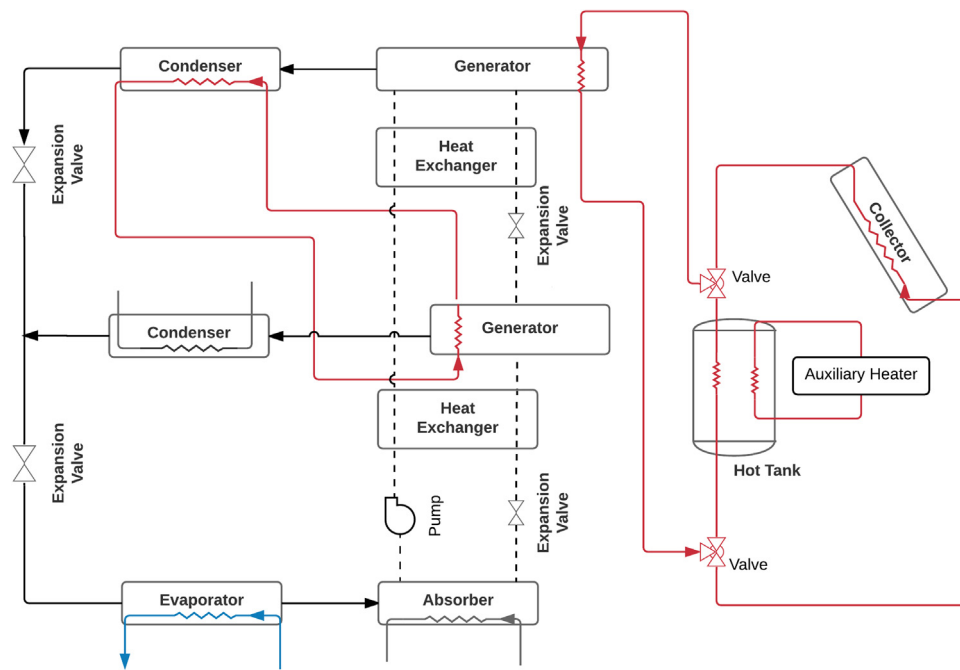 Condenser
Generator
Heat
Exchanger
Expansion
Valve
Expansion
Valve
Collector
Valve
Condenser
Generator
Auxiliary Heater
Heat
Exchanger
Hot Tank
Expansion
Valve
Pump
Expansion
Valve
Valve
Evaporator
Absorber